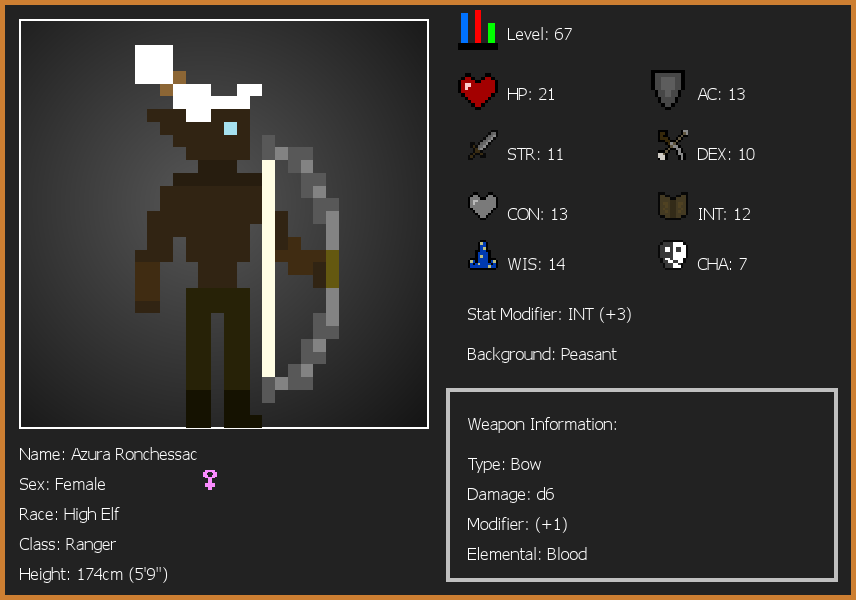 Level: 67
HP: 21
AC: 13
STR: 11
DEX: 10
CON: 13
INT: 12
WIS: 14
CHA: 7
Stat Modifier: INT (+3)
Background: Peasant
Weapon Information:
Type: Bow
Damage: d6
Modifier: (+1)
Elemental: Blood
Name: Azura Ronchessac
Sex: Female
Race: High Elf
Class: Ranger
Height: 174cm (5'9")